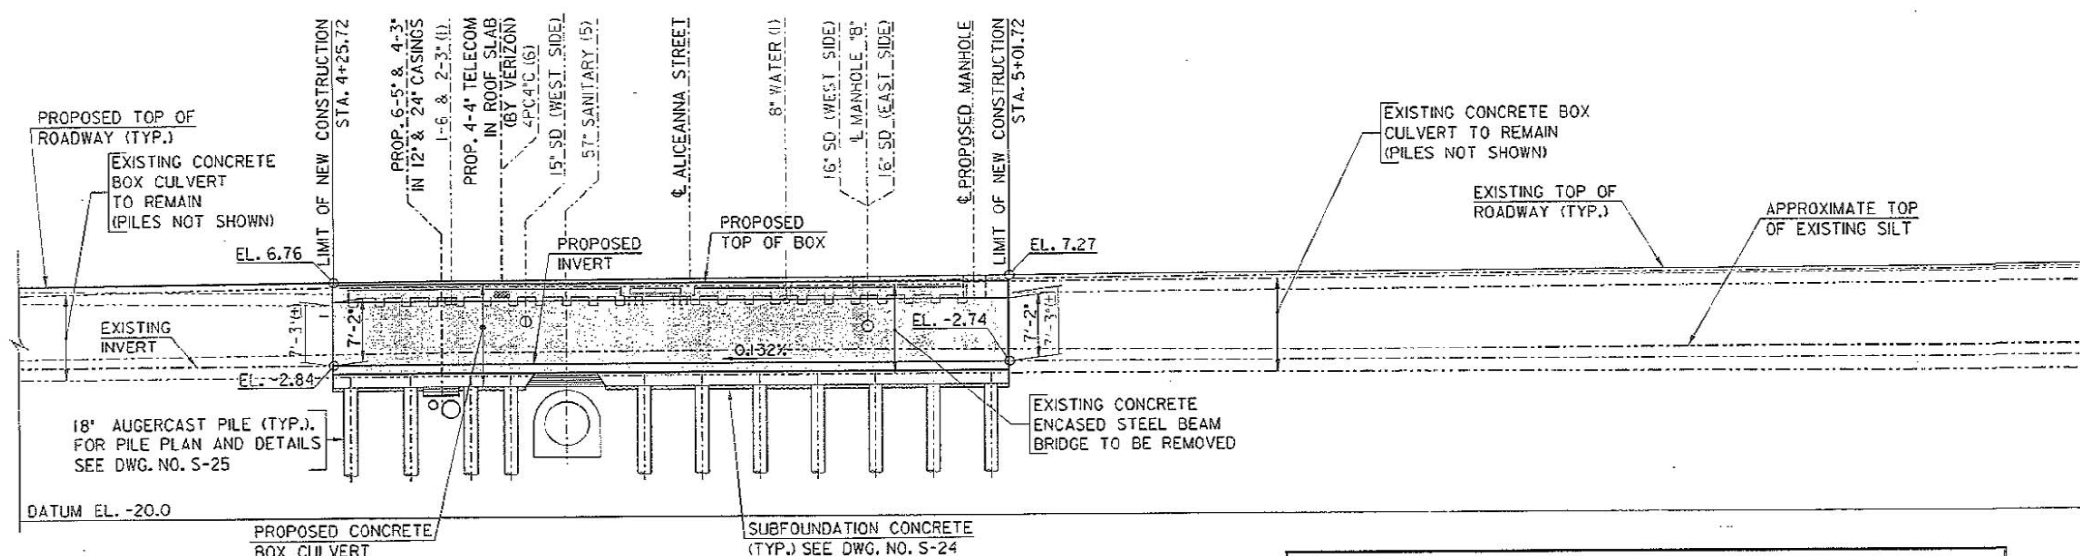 PROPOSED TOP OF
ROADWAY (TYP.)
EXISTING CONCRETE
BOX CULVERT
TO REMAIN
(PILES NOT SHOWN)
LIMIT OF NEW CONSTRUCTION
STA. 4+25.72
PROP. 6-5" & 4-3"
IN 12" & 24" CASINGS
1-6 & 2-3" (1)
PROP. 4-4" TELECOM
IN ROOF SLAB
(BY VERIZON)
4PC4"C (6)
15" SD (WEST SIDE)
57" SANITARY (5)
℄ ALICEANNA STREET
8" WATER (1)
16" SD (WEST SIDE)
℄ MANHOLE "B"
16" SD (EAST SIDE)
℄ PROPOSED MANHOLE
LIMIT OF NEW CONSTRUCTION
STA. 5+01.72
EXISTING CONCRETE BOX
CULVERT TO REMAIN
(PILES NOT SHOWN)
EXISTING TOP OF
ROADWAY (TYP.)
APPROXIMATE TOP
OF EXISTING SILT
EL. 6.76
PROPOSED
INVERT
PROPOSED
TOP OF BOX
EL. 7.27
EXISTING
INVERT
7'-3"(±)
7'-2"
EL. -2.74
7'-2"
7'-3"(±)
0.132%
EL. -2.84
18" AUGERCAST PILE (TYP.).
FOR PILE PLAN AND DETAILS
SEE DWG. NO. S-25
EXISTING CONCRETE
ENCASED STEEL BEAM
BRIDGE TO BE REMOVED
DATUM EL. -20.0
PROPOSED CONCRETE
BOX CULVERT
SUBFOUNDATION CONCRETE
(TYP.) SEE DWG. NO. S-24